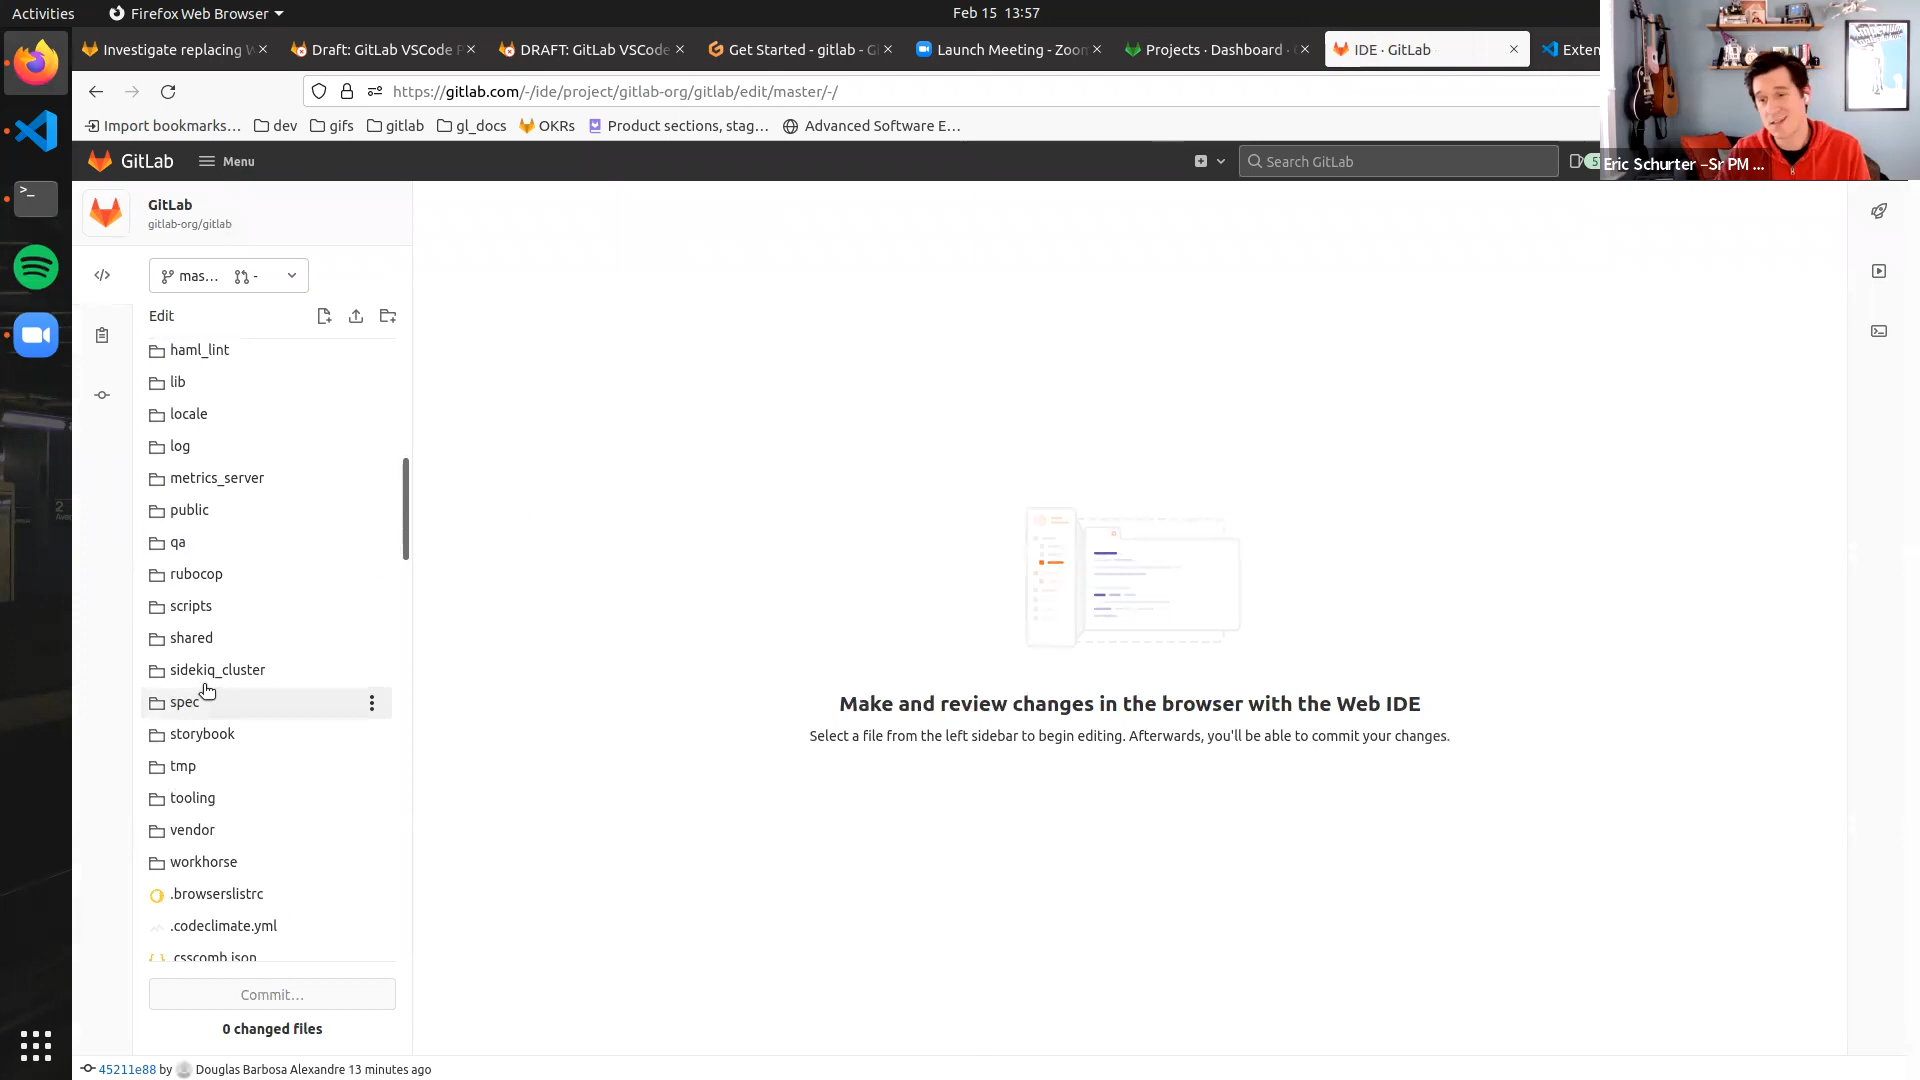 Activities
Firefox Web Browser
Feb 15 13:57
Investigate replacing
Draft: GitLab VSCode
DRAFT: GitLab VSCode
Get Started - gitlab -
Launch Meeting - Zoom
Projects · Dashboard ·
IDE · GitLab
https://gitlab.com/-/ide/project/gitlab-org/gitlab/edit/master/-/
Import bookmarks…
dev
gifs
gitlab
gl_docs
OKRs
Product sections, stag…
Advanced Software E…
GitLab
Menu
Search GitLab
5
Eric Schurter –Sr PM ...
GitLab
gitlab-org/gitlab
mas…
-
Edit
haml_lint
lib
locale
log
metrics_server
public
qa
rubocop
scripts
shared
sidekiq_cluster
spec
storybook
tmp
tooling
vendor
workhorse
.browserslistrc
.codeclimate.yml
.csscomb.json
Commit…
0 changed files
Make and review changes in the browser with the Web IDE
Select a file from the left sidebar to begin editing. Afterwards, you'll be able to commit your changes.
45211e88 by Douglas Barbosa Alexandre 13 minutes ago